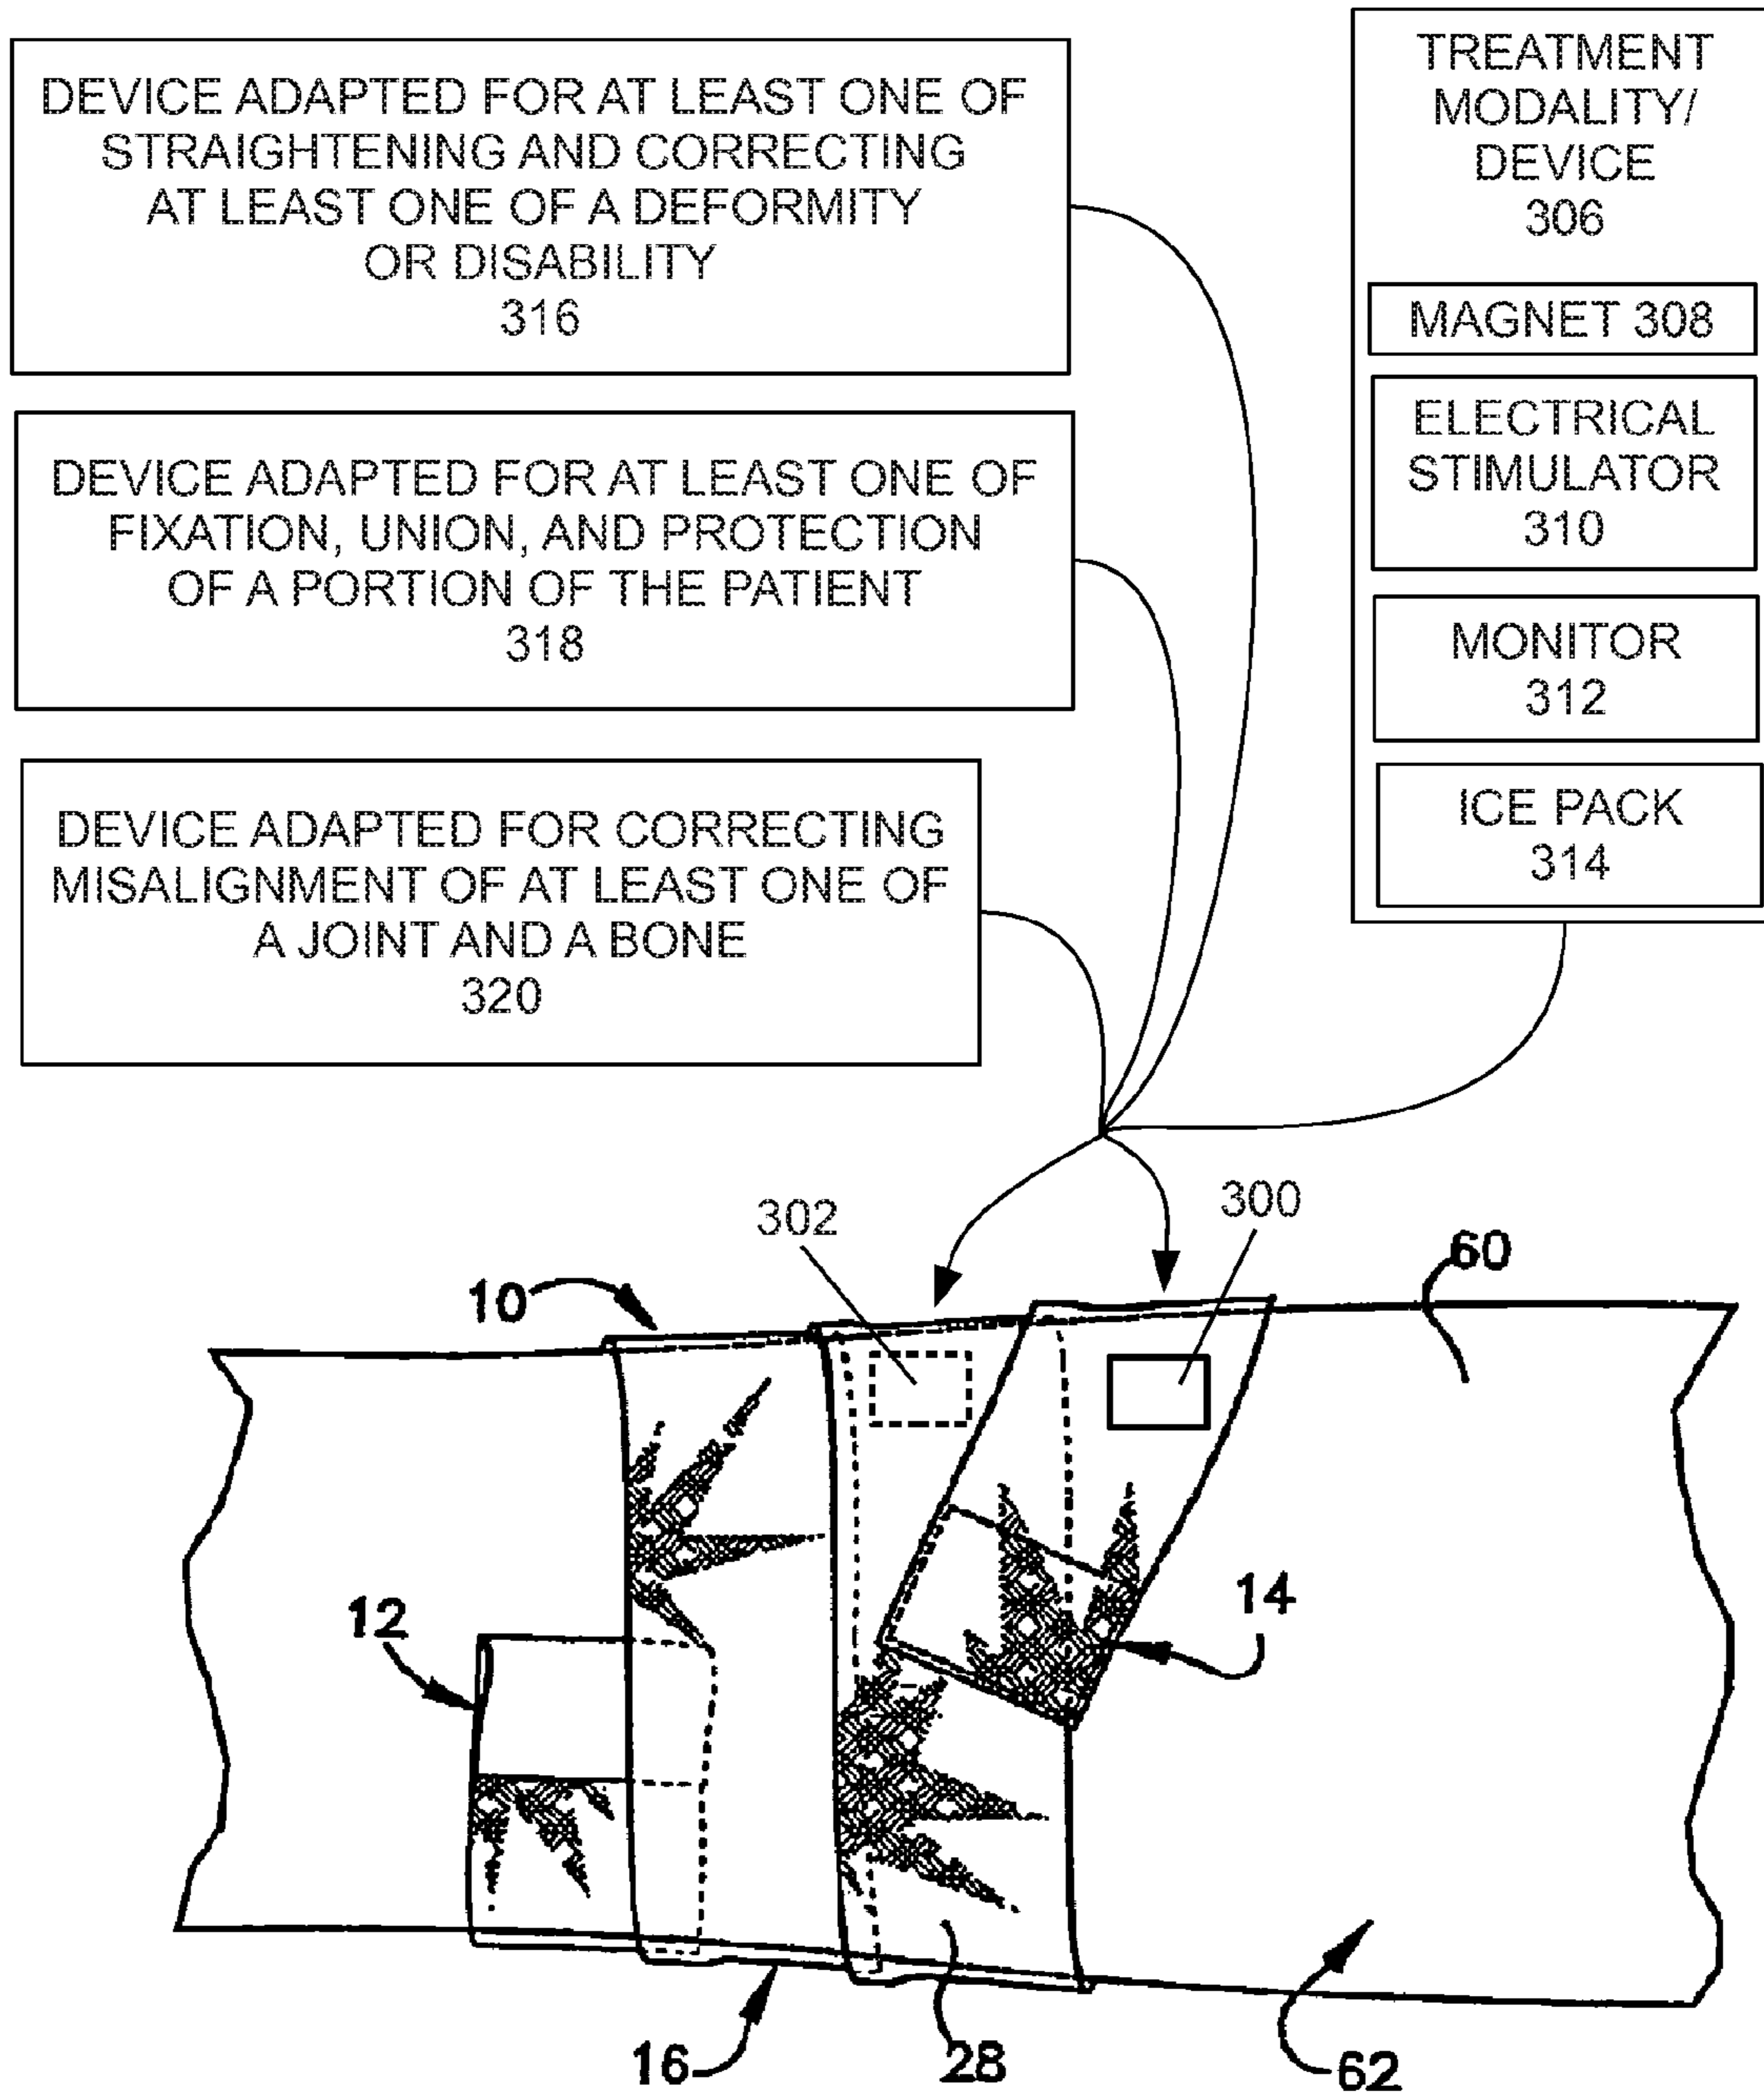 DEVICE ADAPTED FOR AT LEAST ONE OF
STRAIGHTENING AND CORRECTING
AT LEAST ONE OF A DEFORMITY
OR DISABILITY
316
DEVICE ADAPTED FOR AT LEAST ONE OF
FIXATION, UNION, AND PROTECTION
OF A PORTION OF THE PATIENT
318
DEVICE ADAPTED FOR CORRECTING
MISALIGNMENT OF AT LEAST ONE OF
A JOINT AND A BONE
320
TREATMENT
MODALITY/
DEVICE
306
MAGNET 308
ELECTRICAL
STIMULATOR
310
MONITOR
312
ICE PACK
314
302
300
60
10
12
14
16
28
62